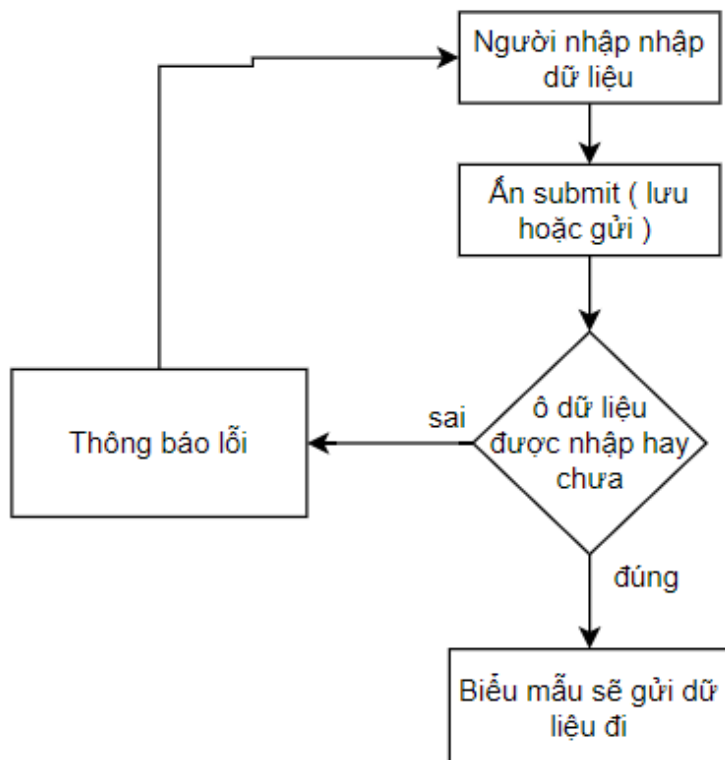 Người nhập nhập
dữ liệu
Ấn submit ( lưu
hoặc gửi )
ô dữ liệu
được nhập hay
chưa
sai
Thông báo lỗi
đúng
Biểu mẫu sẽ gửi dữ
liệu đi